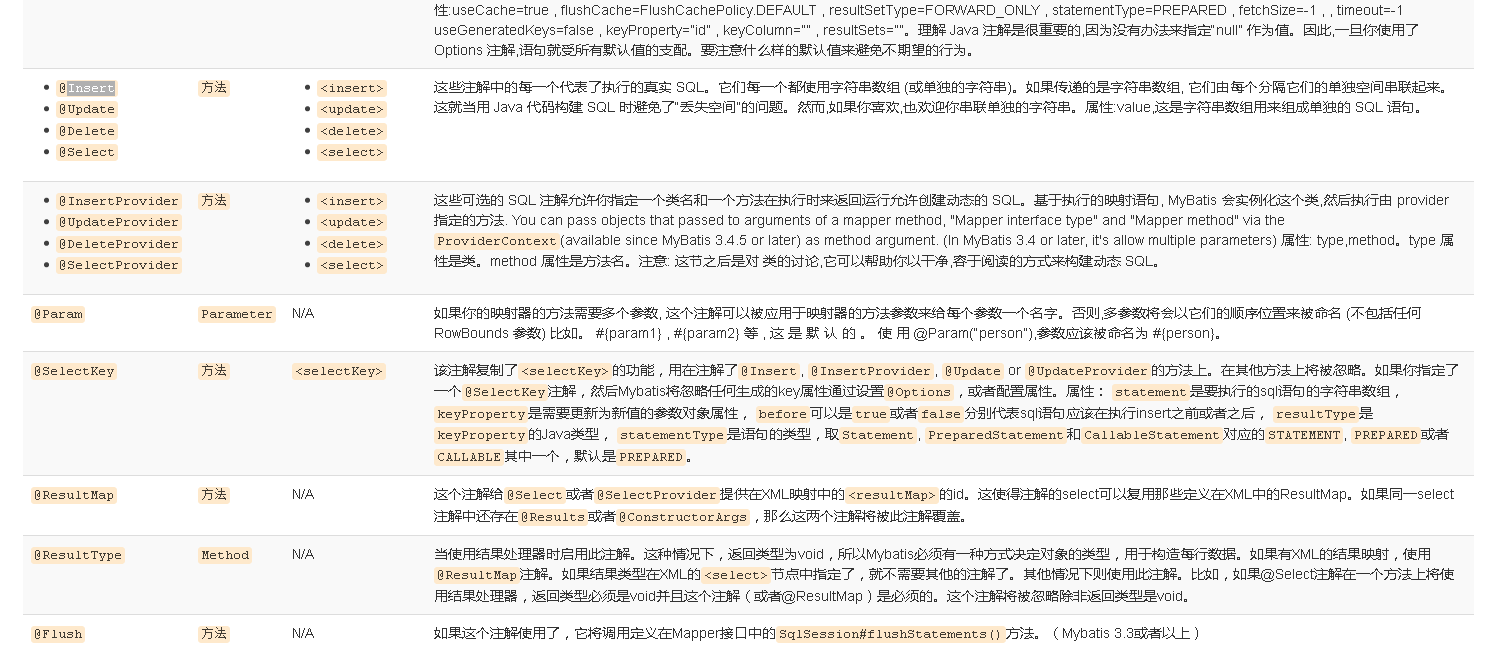 性:useCache=true , flushCache=FlushCachePolicy.DEFAULT , resultSetType=FORWARD_ONLY , statementType=PREPARED , fetchSize=-1 , , timeout=-1
useGeneratedKeys=false , keyProperty="id" , keyColumn="" , resultSets=""。理解 Java 注解是很重要的,因为没有办法来指定"null" 作为值。因此,一旦你使用了
Options 注解,语句就受所有默认值的支配。要注意什么样的默认值来避免不期望的行为。
@Insert
@Update
@Delete
@Select
方法
<insert>
<update>
<delete>
<select>
这些注解中的每一个代表了执行的真实 SQL。它们每一个都使用字符串数组 (或单独的字符串)。如果传递的是字符串数组, 它们由每个分隔它们的单独空间串联起来。
这就当用 Java 代码构建 SQL 时避免了"丢失空间"的问题。然而,如果你喜欢,也欢迎你串联单独的字符串。属性:value,这是字符串数组用来组成单独的 SQL 语句。
@InsertProvider
@UpdateProvider
@DeleteProvider
@SelectProvider
方法
<insert>
<update>
<delete>
<select>
这些可选的 SQL 注解允许你指定一个类名和一个方法在执行时来返回运行允许创建动态的 SQL。基于执行的映射语句, MyBatis 会实例化这个类,然后执行由 provider
指定的方法. You can pass objects that passed to arguments of a mapper method, "Mapper interface type" and "Mapper method" via the
ProviderContext(available since MyBatis 3.4.5 or later) as method argument. (In MyBatis 3.4 or later, it's allow multiple parameters) 属性: type,method。type 属
性是类。method 属性是方法名。注意: 这节之后是对 类的讨论,它可以帮助你以干净,容于阅读的方式来构建动态 SQL。
@Param
Parameter
N/A
如果你的映射器的方法需要多个参数, 这个注解可以被应用于映射器的方法参数来给每个参数一个名字。否则,多参数将会以它们的顺序位置来被命名 (不包括任何
RowBounds 参数) 比如。 #{param1} , #{param2} 等 , 这 是 默 认 的 。 使 用 @Param("person"),参数应该被命名为 #{person}。
@SelectKey
方法
<selectKey>
该注解复制了<selectKey>的功能，用在注解了@Insert, @InsertProvider, @Update or @UpdateProvider的方法上。在其他方法上将被忽略。如果你指定了
一个@SelectKey注解，然后Mybatis将忽略任何生成的key属性通过设置@Options，或者配置属性。属性： statement是要执行的sql语句的字符串数组，
keyProperty是需要更新为新值的参数对象属性， before可以是true或者false分别代表sql语句应该在执行insert之前或者之后， resultType是
keyProperty的Java类型， statementType是语句的类型，取Statement, PreparedStatement和CallableStatement对应的STATEMENT, PREPARED或者
CALLABLE其中一个，默认是PREPARED。
@ResultMap
方法
N/A
这个注解给@Select或者@SelectProvider提供在XML映射中的<resultMap>的id。这使得注解的select可以复用那些定义在XML中的ResultMap。如果同一select
注解中还存在@Results或者@ConstructorArgs，那么这两个注解将被此注解覆盖。
@ResultType
Method
N/A
当使用结果处理器时启用此注解。这种情况下，返回类型为void，所以Mybatis必须有一种方式决定对象的类型，用于构造每行数据。如果有XML的结果映射，使用
@ResultMap注解。如果结果类型在XML的<select>节点中指定了，就不需要其他的注解了。其他情况下则使用此注解。比如，如果@Select注解在一个方法上将使
用结果处理器，返回类型必须是void并且这个注解（或者@ResultMap）是必须的。这个注解将被忽略除非返回类型是void。
@Flush
方法
N/A
如果这个注解使用了，它将调用定义在Mapper接口中的SqlSession#flushStatements()方法。（Mybatis 3.3或者以上）